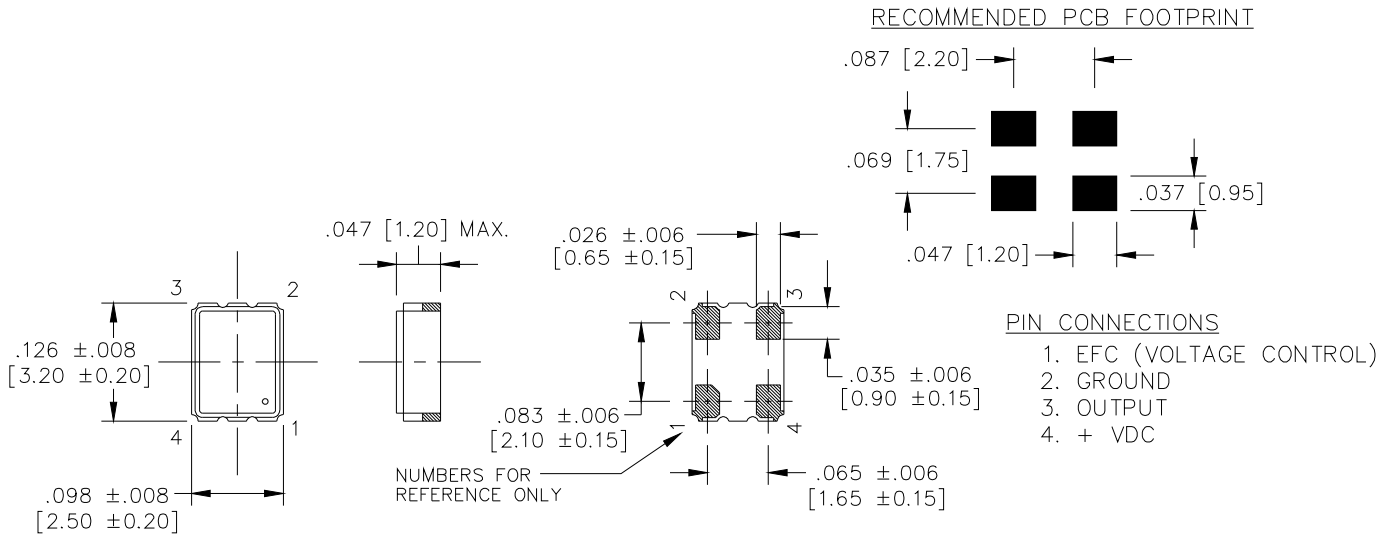 RECOMMENDED PCB FOOTPRINT
.087 [2.20]
.069 [1.75]
.037 [0.95]
.047 [1.20]
.047 [1.20] MAX.
3
2
.126 ±.008
[3.20 ±0.20]
4
1
.098 ±.008
[2.50 ±0.20]
.026 ±.006
[0.65 ±0.15]
2
3
.035 ±.006
[0.90 ±0.15]
.083 ±.006
[2.10 ±0.15]
1
4
NUMBERS FOR
REFERENCE ONLY
.065 ±.006
[1.65 ±0.15]
PIN CONNECTIONS
1. EFC (VOLTAGE CONTROL)
2. GROUND
3. OUTPUT
4. + VDC